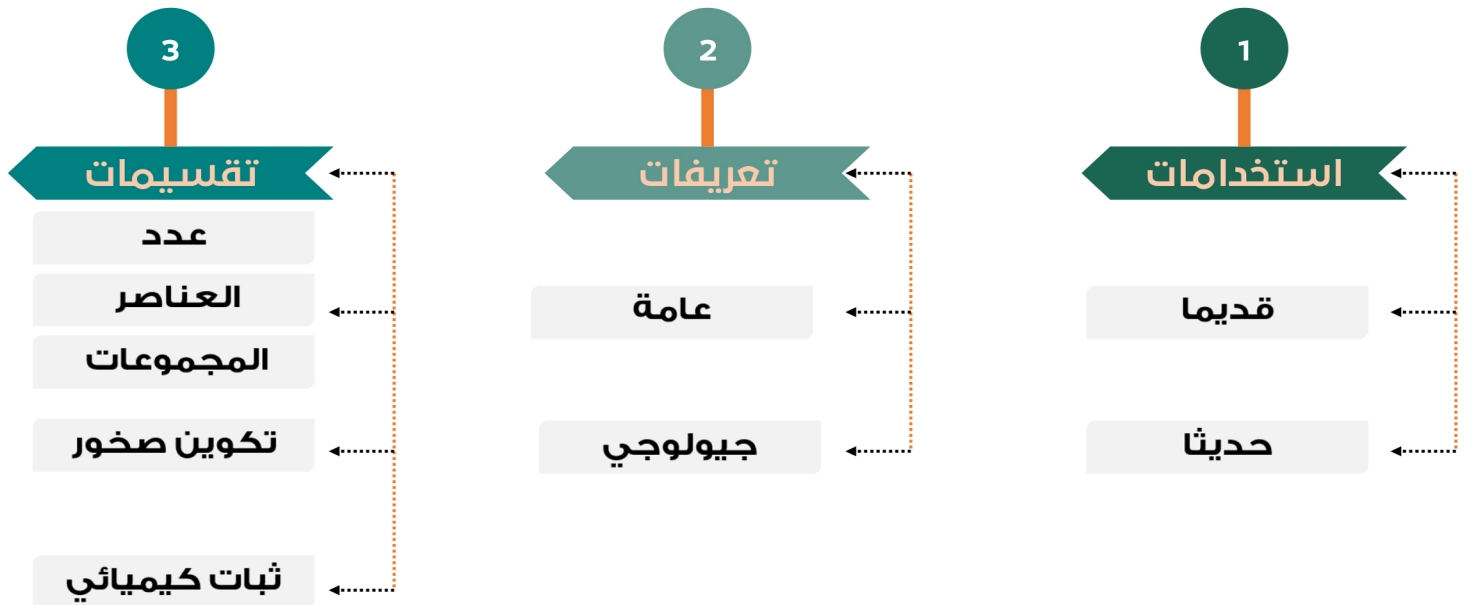 1
استخدامات
قديما
حديثا
2
تعريفات
عامة
جيولوجي
3
تقسيمات
عدد
العناصر
المجموعات
تكوين صخور
ثبات كيميائي